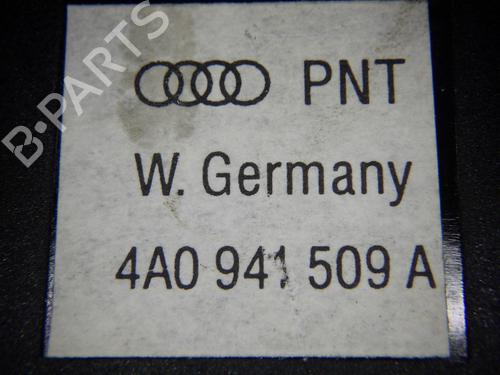 B-PARTS
PNT
W. Germany
4A0 941 509 A